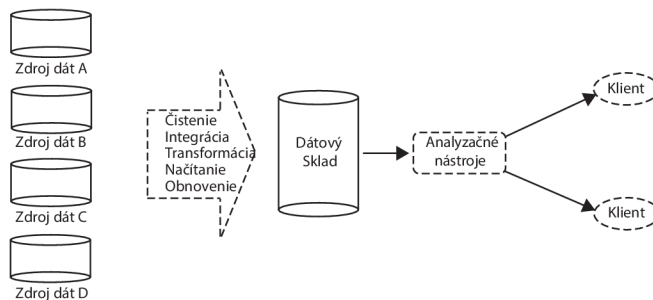 Zdroj dát A
Zdroj dát B
Zdroj dát C
Zdroj dát D
Čistenie
Integrácia
Transformácia
Načítanie
Obnovenie
Dátový
Sklad
Analyzačné
nástroje
Klient
Klient